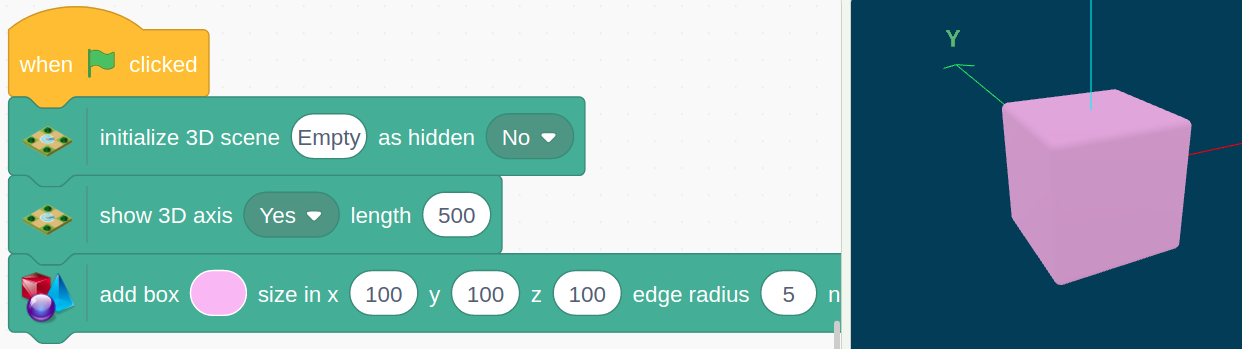 when clicked
initialize 3D scene Empty as hidden No
show 3D axis Yes length 500
add box size in x 100 y 100 z 100 edge radius 5 n
Y